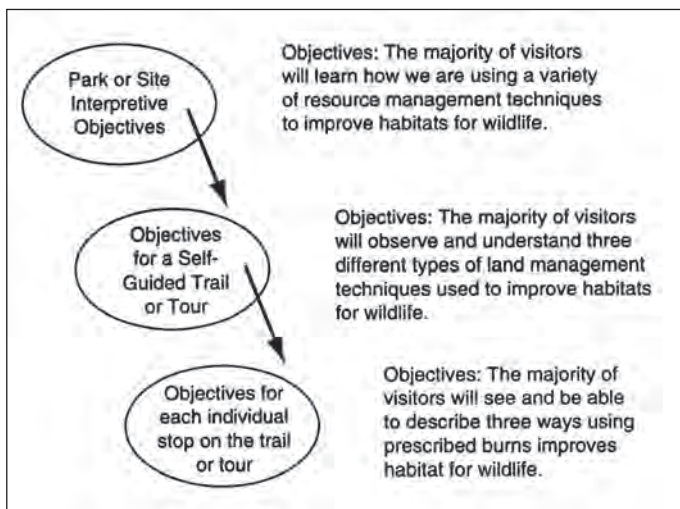 Park or Site
Interpretive
Objectives
Objectives: The majority of visitors
will learn how we are using a variety
of resource management techniques
to improve habitats for wildlife.
Objectives
for a Self-
Guided Trail
or Tour
Objectives: The majority of visitors
will observe and understand three
different types of land management
techniques used to improve habitats
for wildlife.
Objectives for
each individual
stop on the trail
or tour
Objectives: The majority of
visitors will see and be able
to describe three ways using
prescribed burns improves
habitat for wildlife.